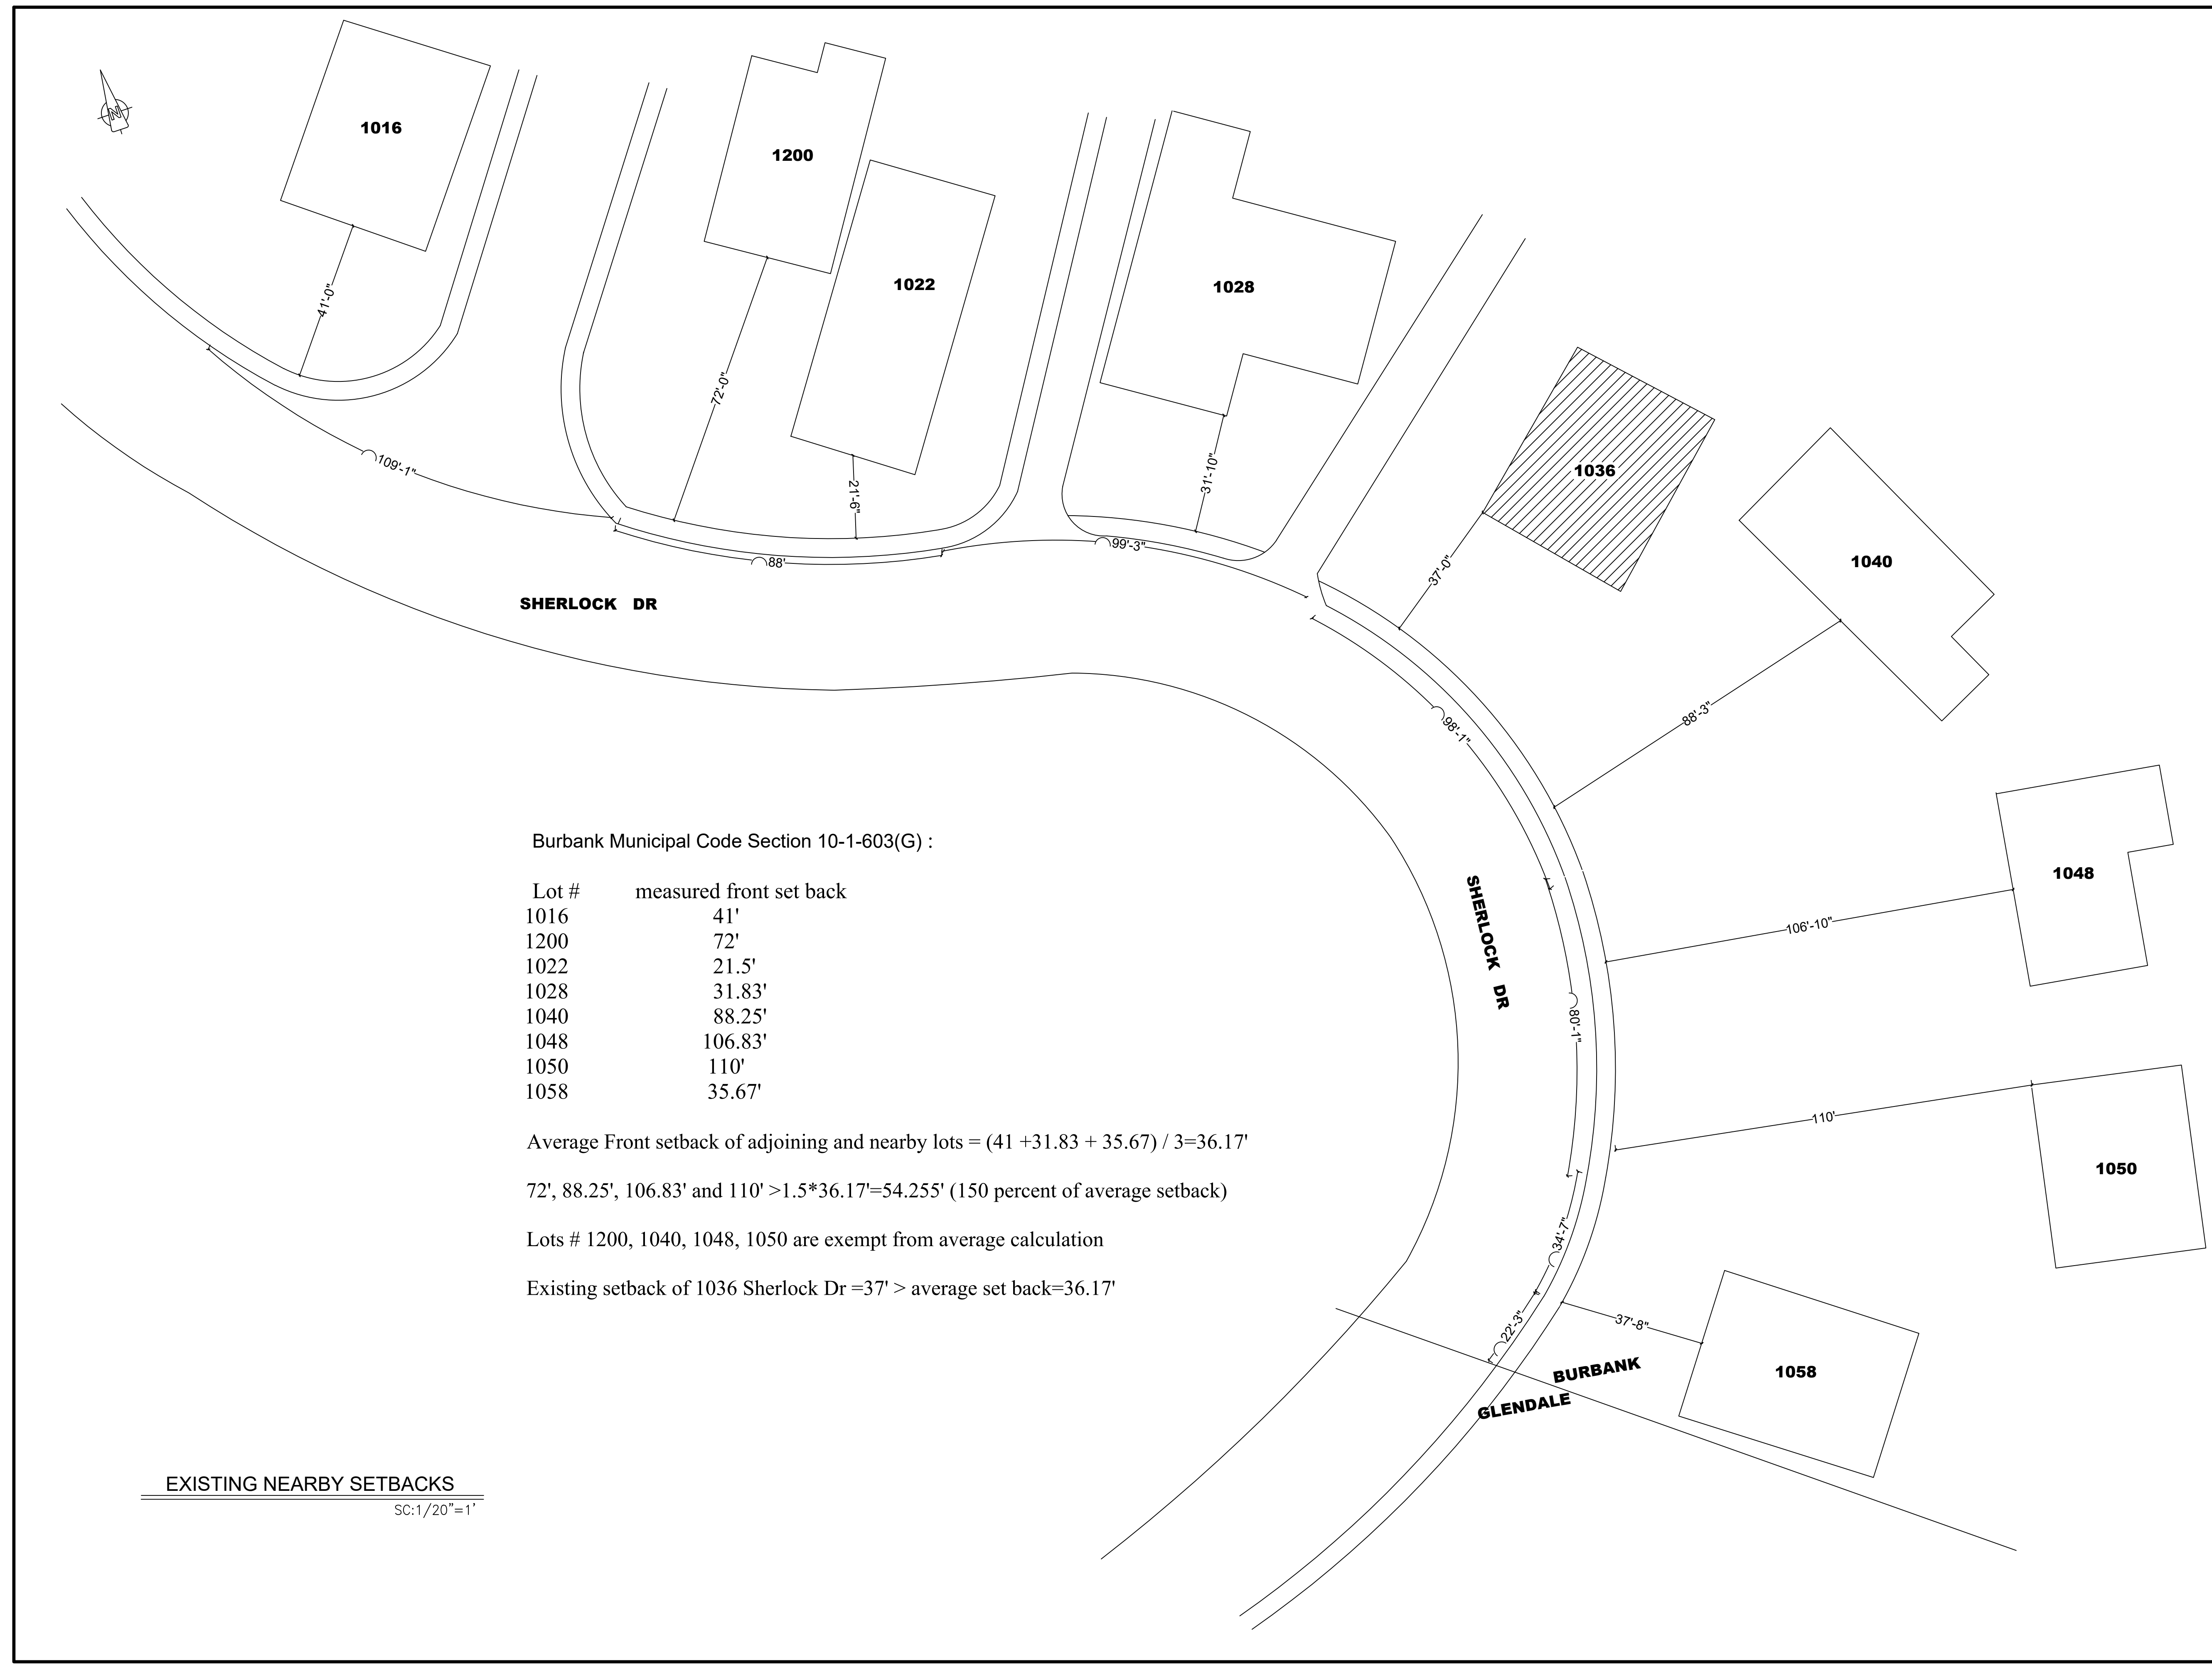 N
1016
1200
1022
1028
1036
1040
1048
1050
1058
41'-0"
72'-0"
21'-6"
31'-10"
37'-0"
88'-3"
106'-10"
110'
37'-8"
109'-1"
88'
99'-3"
98'-1"
80'-1"
34'-7"
22'-3"
SHERLOCK DR
SHERLOCK DR
BURBANK
GLENDALE
Burbank Municipal Code Section 10-1-603(G) :
Lot # measured front set back
1016 41'
1200 72'
1022 21.5'
1028 31.83'
1040 88.25'
1048 106.83'
1050 110'
1058 35.67'
Average Front setback of adjoining and nearby lots = (41 +31.83 + 35.67) / 3=36.17'
72', 88.25', 106.83' and 110' >1.5*36.17'=54.255' (150 percent of average setback)
Lots # 1200, 1040, 1048, 1050 are exempt from average calculation
Existing setback of 1036 Sherlock Dr =37' > average set back=36.17'
EXISTING NEARBY SETBACKS
SC:1/20"=1'